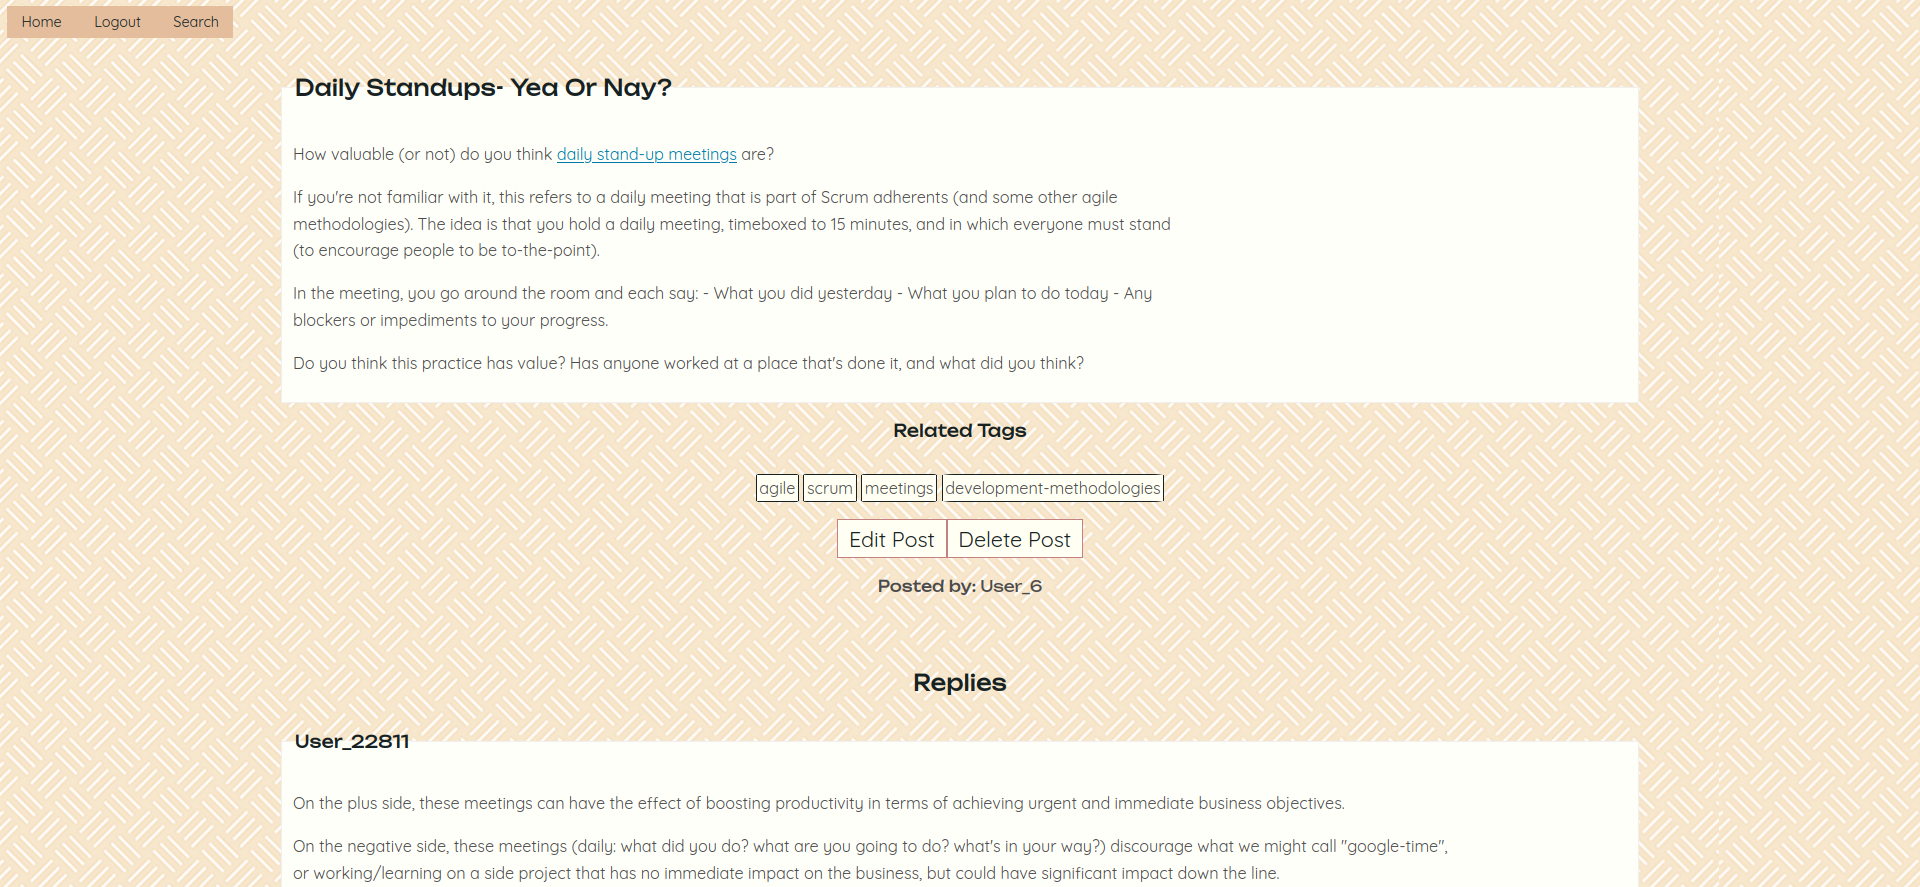 Home Logout Search
Daily Standups- Yea Or Nay?
How valuable (or not) do you think daily stand-up meetings are?
If you're not familiar with it, this refers to a daily meeting that is part of Scrum adherents (and some other agile
methodologies). The idea is that you hold a daily meeting, timeboxed to 15 minutes, and in which everyone must stand
(to encourage people to be to-the-point).
In the meeting, you go around the room and each say: - What you did yesterday - What you plan to do today - Any
blockers or impediments to your progress.
Do you think this practice has value? Has anyone worked at a place that's done it, and what did you think?
Related Tags
agile scrum meetings development-methodologies
Edit Post Delete Post
Posted by: User_6
Replies
User_22811
On the plus side, these meetings can have the effect of boosting productivity in terms of achieving urgent and immediate business objectives.
On the negative side, these meetings (daily: what did you do? what are you going to do? what's in your way?) discourage what we might call "google-time",
or working/learning on a side project that has no immediate impact on the business, but could have significant impact down the line.